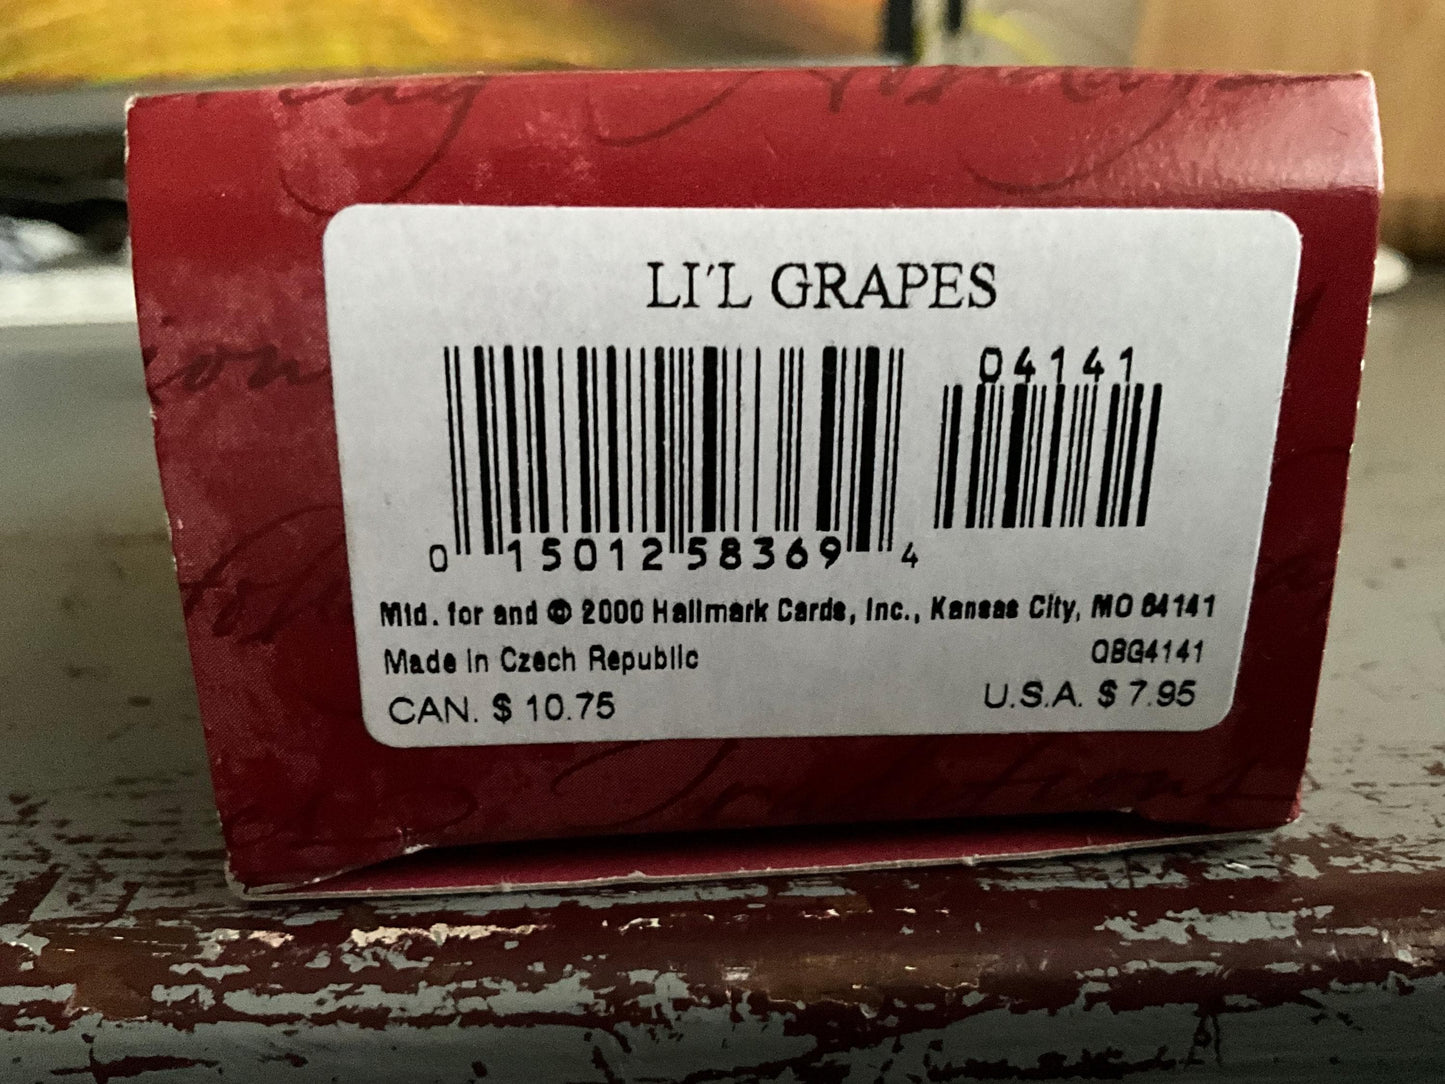 LI'L GRAPES
04141
0 15012 58369 4
Mfd. for and © 2000 Hallmark Cards, Inc., Kansas City, MO 64141
Made in Czech Republic QBG4141
CAN. $ 10.75 U.S.A. $ 7.95
Traditions